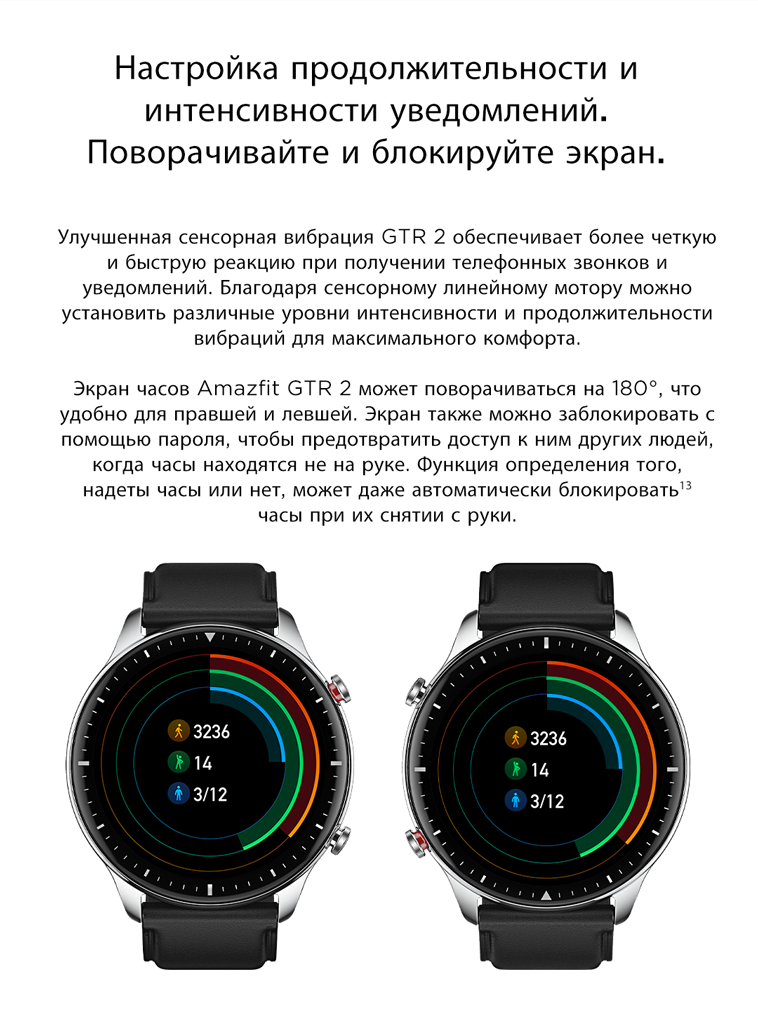 Настройка продолжительности и
интенсивности уведомлений.
Поворачивайте и блокируйте экран.
Улучшенная сенсорная вибрация GTR 2 обеспечивает более четкую
и быструю реакцию при получении телефонных звонков и
уведомлений. Благодаря сенсорному линейному мотору можно
установить различные уровни интенсивности и продолжительности
вибраций для максимального комфорта.
Экран часов Amazfit GTR 2 может поворачиваться на 180°, что
удобно для правшей и левшей. Экран также можно заблокировать с
помощью пароля, чтобы предотвратить доступ к ним других людей,
когда часы находятся не на руке. Функция определения того,
надеты часы или нет, может даже автоматически блокировать¹³
часы при их снятии с руки.
3236
14
3/12
3236
14
3/12